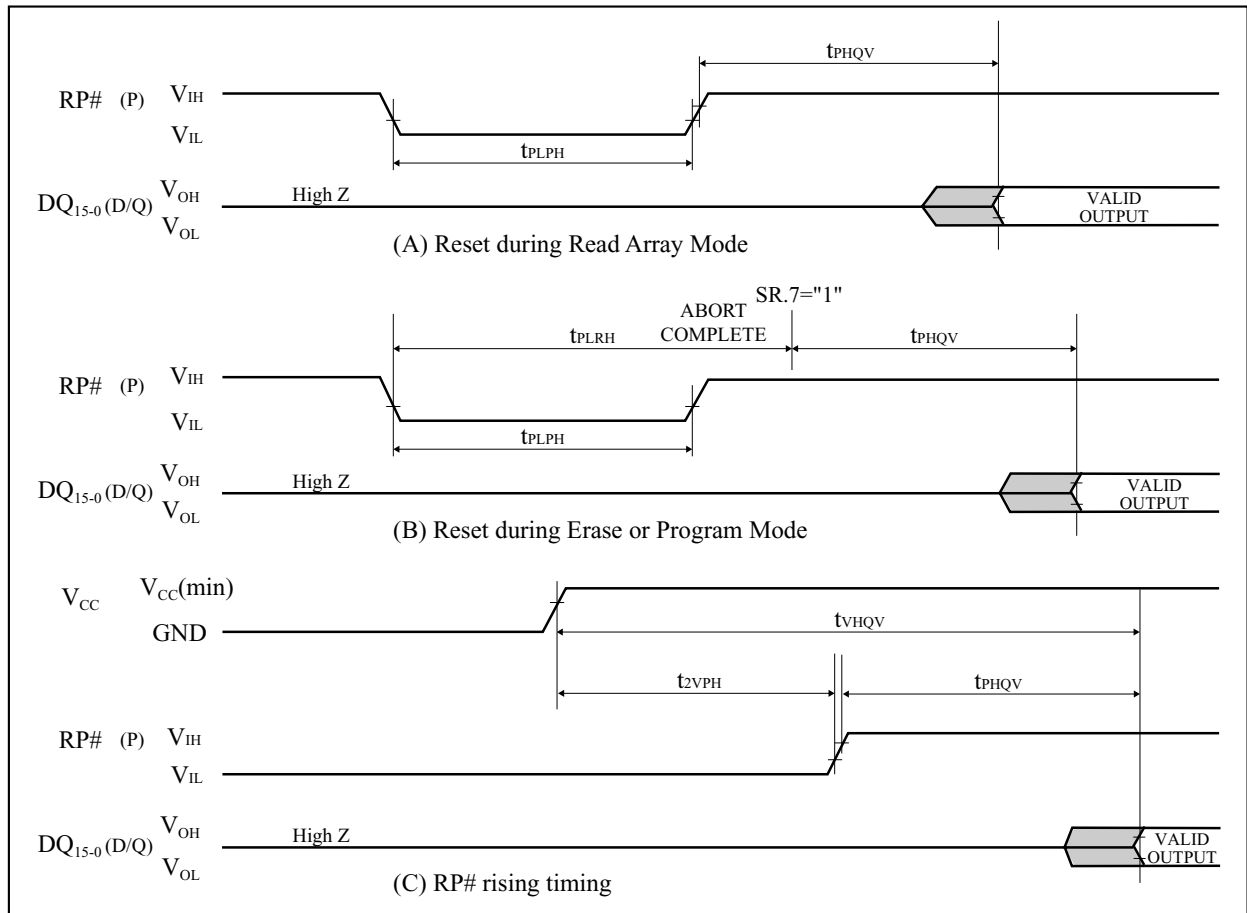 tPHQV
RP# (P) VIH
VIL
tPLPH
DQ15-0 (D/Q) VOH
VOL
High Z
VALID
OUTPUT
(A) Reset during Read Array Mode
SR.7="1"
ABORT
COMPLETE
tPLRH
tPHQV
RP# (P) VIH
VIL
tPLPH
DQ15-0 (D/Q) VOH
VOL
High Z
VALID
OUTPUT
(B) Reset during Erase or Program Mode
VCC VCC(min)
GND
tVHQV
t2VPH
tPHQV
RP# (P) VIH
VIL
DQ15-0 (D/Q) VOH
VOL
High Z
VALID
OUTPUT
(C) RP# rising timing